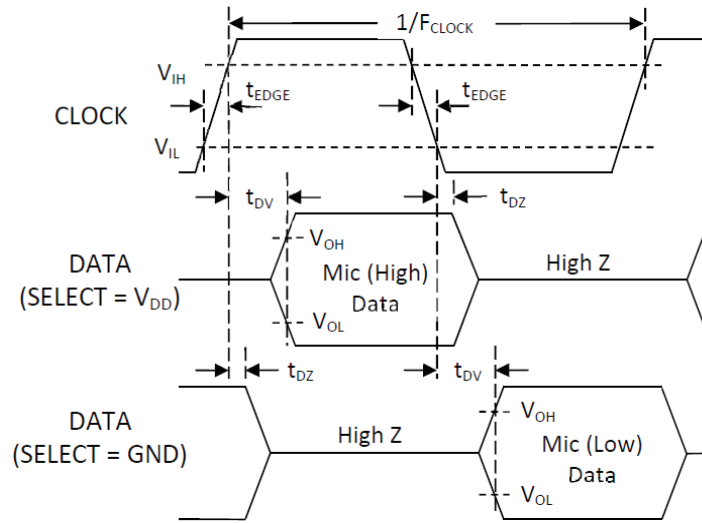 1/F_CLOCK
V_IH
t_EDGE
t_EDGE
CLOCK
V_IL
t_DV
t_DZ
V_OH
DATA
(SELECT = V_DD)
Mic (High)
Data
High Z
V_OL
t_DZ
t_DV
DATA
(SELECT = GND)
High Z
V_OH
Mic (Low)
Data
V_OL